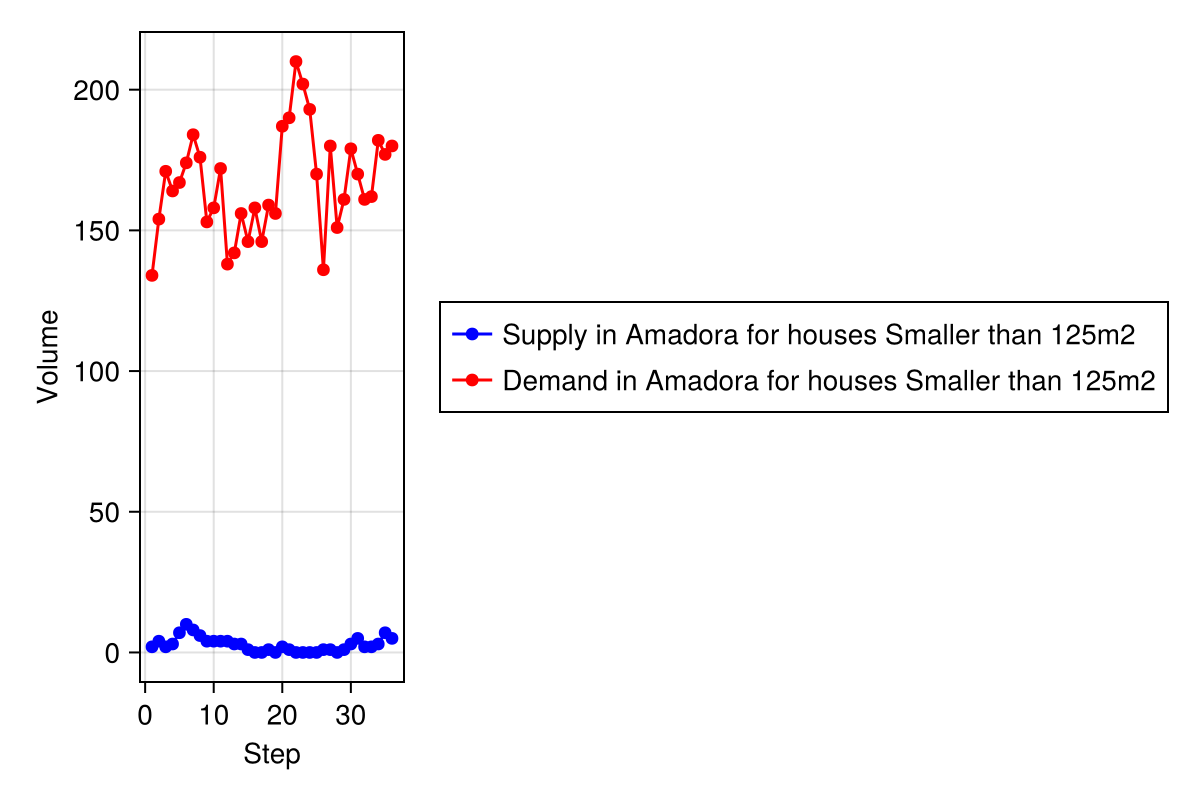 200
150
100
50
0
Volume
0 10 20 30
Step
Supply in Amadora for houses Smaller than 125m2
Demand in Amadora for houses Smaller than 125m2